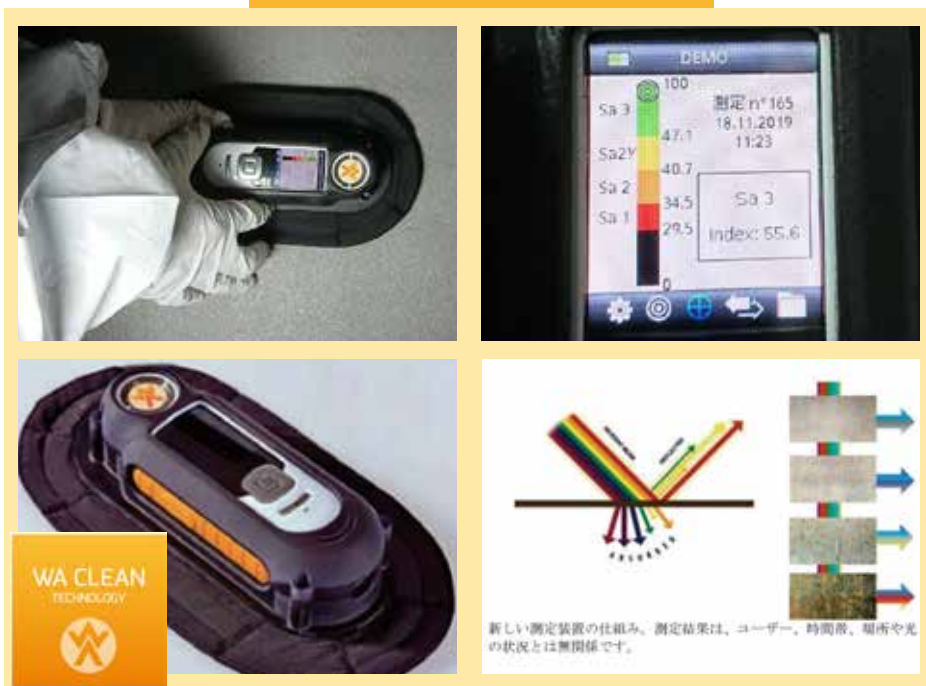 DEMO
100
Sa 3
測定 n°165
18.11.2019
11:23
47.1
Sa2½
40.7
Sa 2
34.5
Sa 1
29.5
0
Sa 3
Index: 55.6
WA CLEAN
TECHNOLOGY
REFLECTED
ABSORBED
新しい測定装置の仕組み。測定結果は、ユーザー、時間帯、場所や光
の状況とは無関係です。